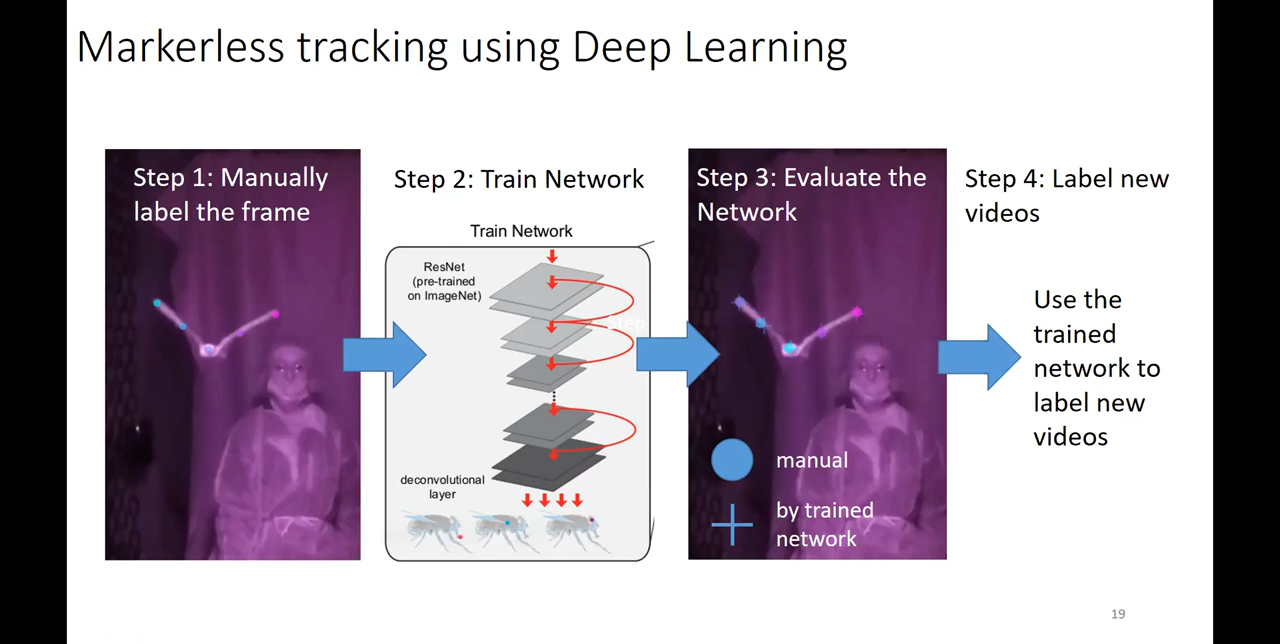 Markerless tracking using Deep Learning
Step 1: Manually
label the frame
Step 2: Train Network
Train Network
ResNet
(pre-trained
on ImageNet)
Step
deconvolutional
layer
Step 3: Evaluate the
Network
manual
by trained
network
Step 4: Label new
videos
Use the
trained
network to
label new
videos
19